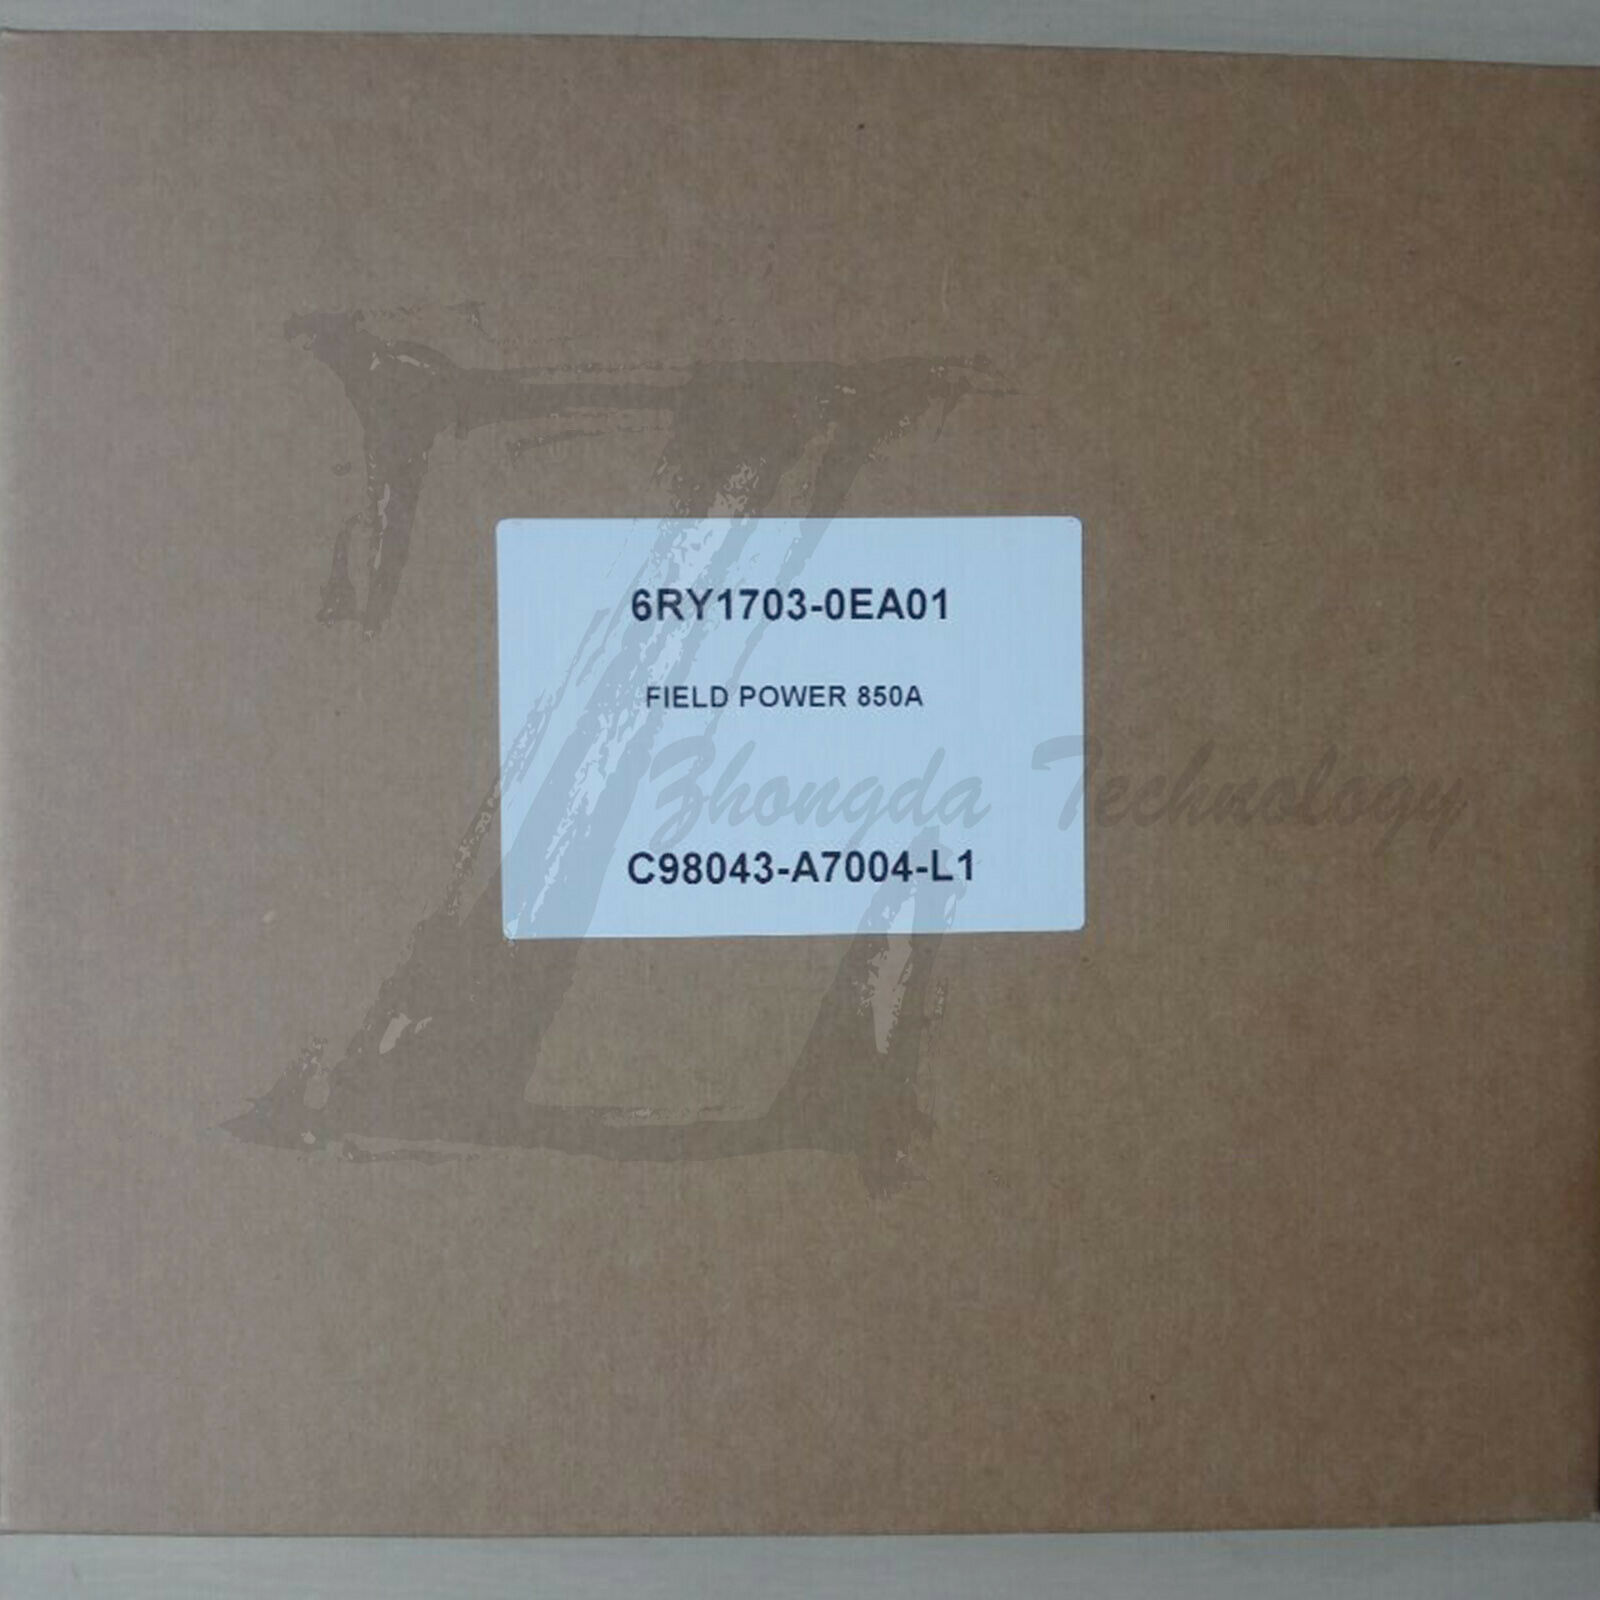 6RY1703-0EA01
FIELD POWER 850A
Zhongda Technology
C98043-A7004-L1